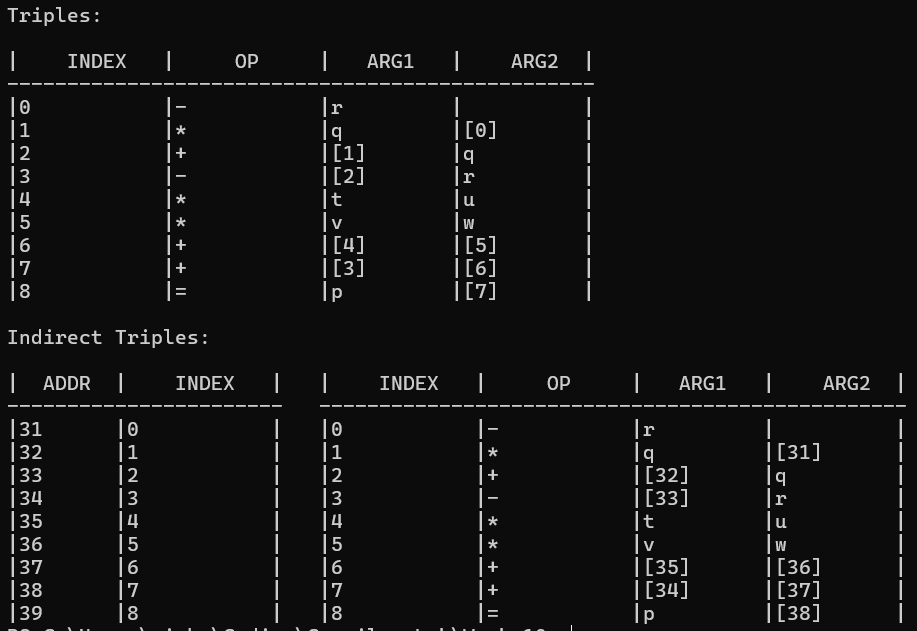 Triples:
|    INDEX   |     OP     |   ARG1   |    ARG2  |
-------------------------------------------------
|0           |-           |r         |          |
|1           |*           |q         |[0]       |
|2           |+           |[1]       |q         |
|3           |-           |[2]       |r         |
|4           |*           |t         |u         |
|5           |*           |v         |w         |
|6           |+           |[4]       |[5]       |
|7           |+           |[3]       |[6]       |
|8           |=           |p         |[7]       |
Indirect Triples:
|  ADDR  |    INDEX   |   |    INDEX   |     OP     |   ARG1   |    ARG2  |
-----------------------   -------------------------------------------------
|31      |0           |   |0           |-           |r         |          |
|32      |1           |   |1           |*           |q         |[31]      |
|33      |2           |   |2           |+           |[32]      |q         |
|34      |3           |   |3           |-           |[33]      |r         |
|35      |4           |   |4           |*           |t         |u         |
|36      |5           |   |5           |*           |v         |w         |
|37      |6           |   |6           |+           |[35]      |[36]      |
|38      |7           |   |7           |+           |[34]      |[37]      |
|39      |8           |   |8           |=           |p         |[38]      |